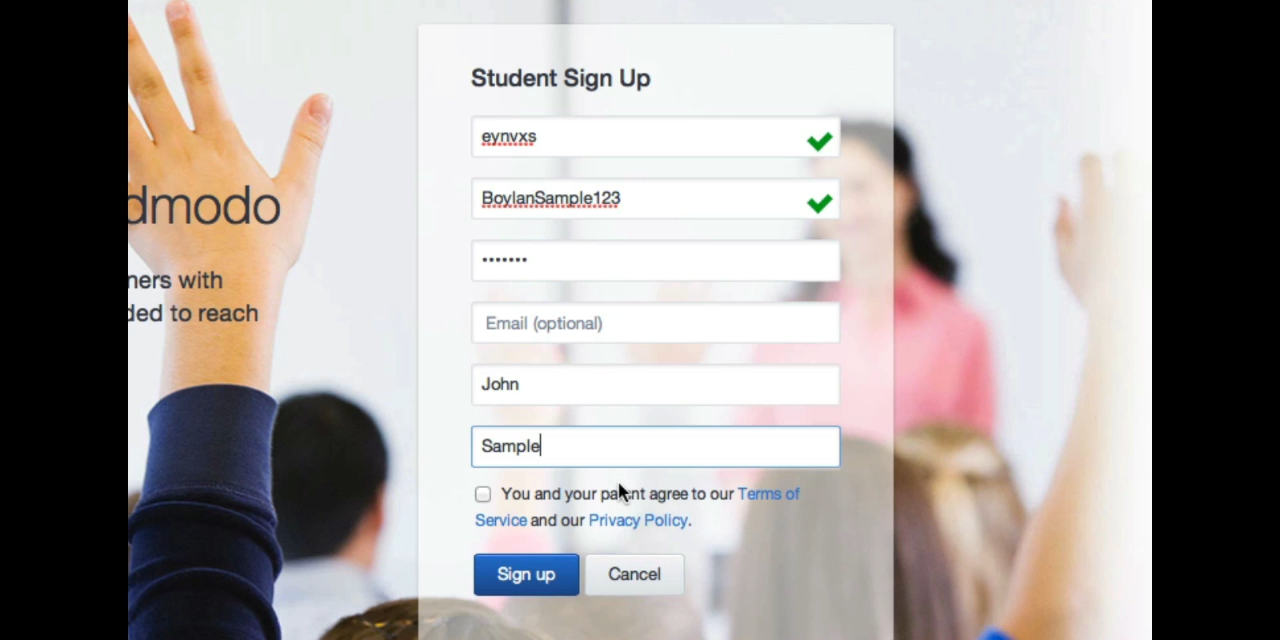 Student Sign Up
eynvxs
BoylanSample123
•••••••
Email (optional)
John
Sample
You and your parent agree to our Terms of
Service and our Privacy Policy.
Sign up
Cancel
dmodo
ners with
ded to reach